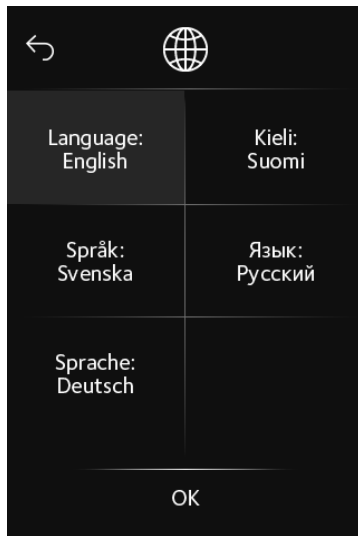 Language:
English
Kieli:
Suomi
Språk:
Svenska
Язык:
Русский
Sprache:
Deutsch
OK